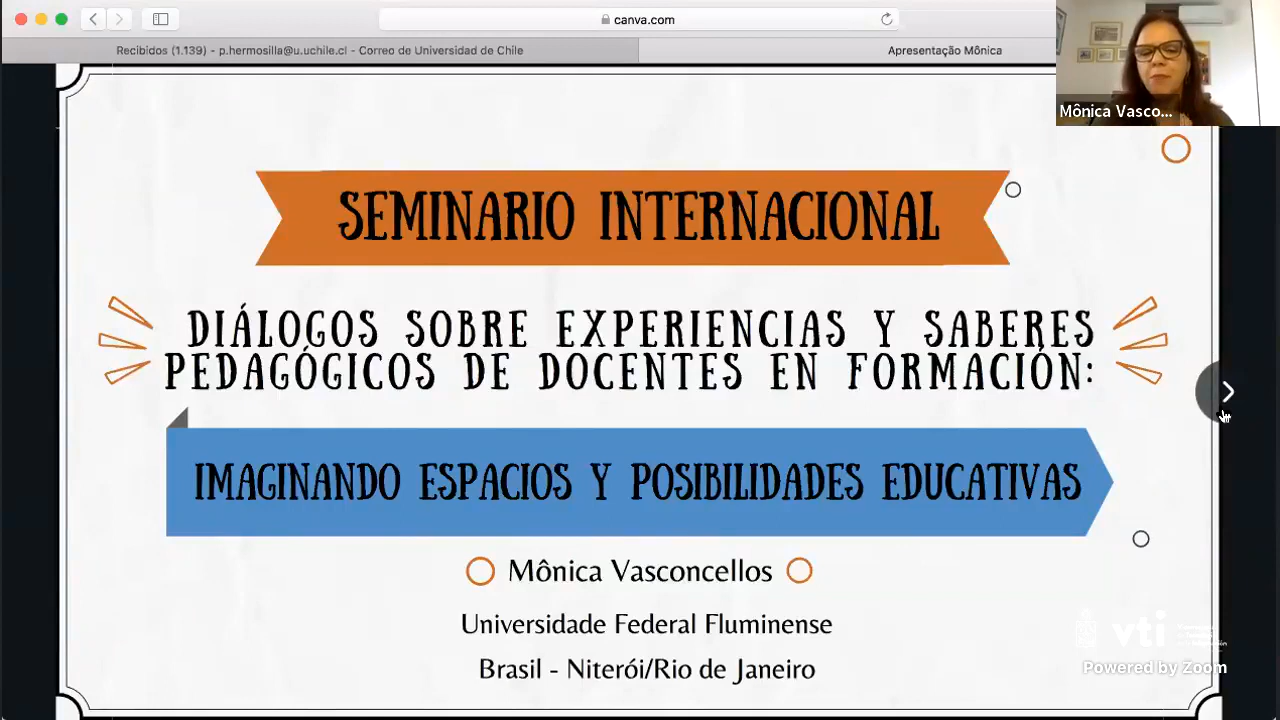 canva.com
Recibidos (1.139) - p.hermosilla@u.uchile.cl - Correo de Universidad de Chile
Apresentação Mônica
Mônica Vasco...
SEMINARIO INTERNACIONAL
DIÁLOGOS SOBRE EXPERIENCIAS Y SABERES
PEDAGÓGICOS DE DOCENTES EN FORMACIÓN:
IMAGINANDO ESPACIOS Y POSIBILIDADES EDUCATIVAS
Mônica Vasconcellos
Universidade Federal Fluminense
Brasil - Niterói/Rio de Janeiro
vti
Powered by Zoom